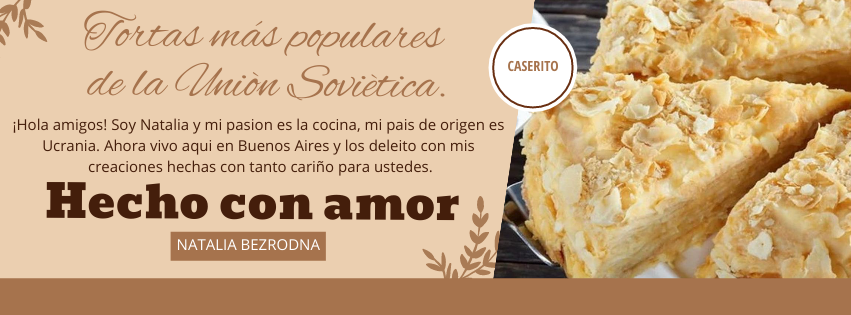 Tortas más populares
de la Uniòn Soviètica.
CASERITO
¡Hola amigos! Soy Natalia y mi pasion es la cocina, mi pais de origen es
Ucrania. Ahora vivo aqui en Buenos Aires y los deleito con mis
creaciones hechas con tanto cariño para ustedes.
Hecho con amor
NATALIA BEZRODNA